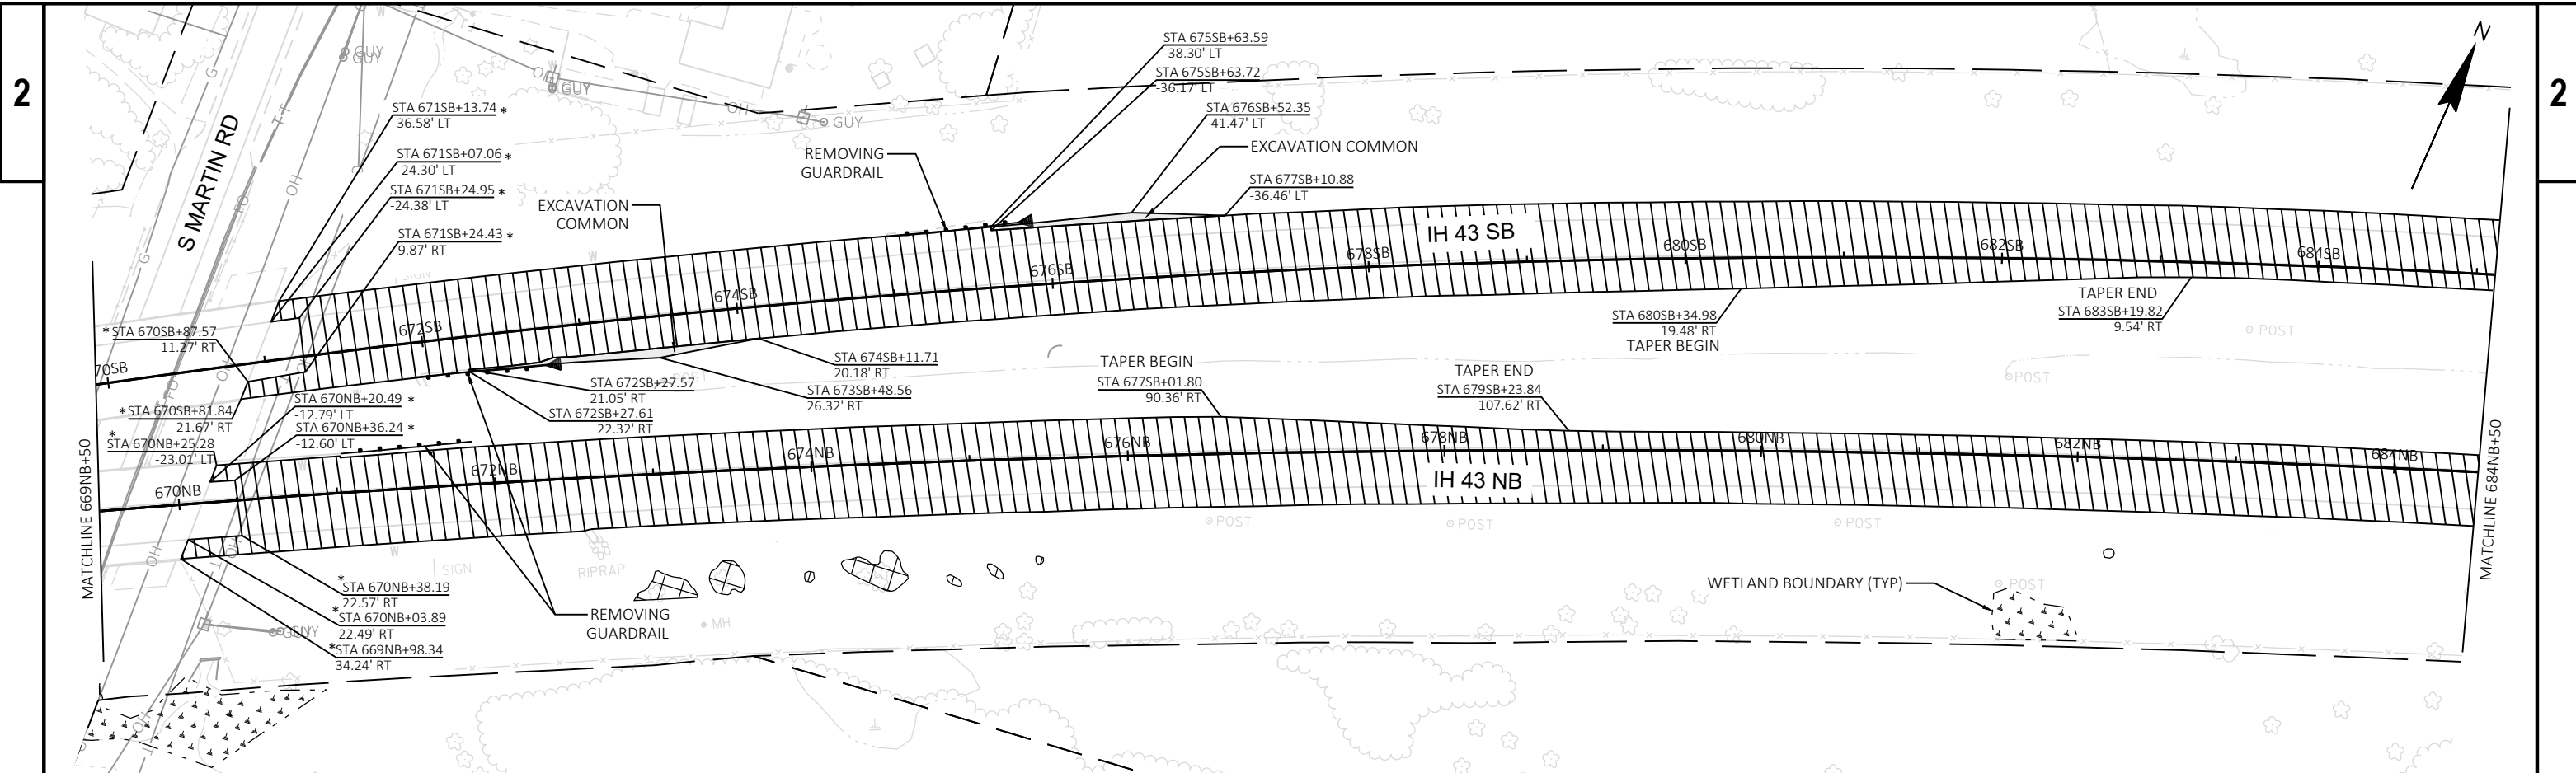 2
2
N
S MARTIN RD
GUY
GUY
GUY
GUY
GUY
OH
OH
STA 675SB+63.59
-38.30' LT
STA 675SB+63.72
-36.17' LT
STA 676SB+52.35
-41.47' LT
EXCAVATION COMMON
STA 677SB+10.88
-36.46' LT
REMOVING
GUARDRAIL
STA 671SB+13.74 *
-36.58' LT
STA 671SB+07.06 *
-24.30' LT
STA 671SB+24.95 *
-24.38' LT
STA 671SB+24.43 *
9.87' RT
EXCAVATION
COMMON
SIGN
IH 43 SB
70SB
672SB
674SB
676SB
678SB
680SB
682SB
684SB
* STA 670SB+87.57
11.27' RT
* STA 670SB+81.84
21.67' RT
*
STA 670NB+25.28
-23.01' LT
STA 670NB+20.49 *
-12.79' LT
STA 670NB+36.24 *
-12.60' LT
STA 672SB+27.57
21.05' RT
STA 672SB+27.61
22.32' RT
STA 674SB+11.71
20.18' RT
STA 673SB+48.56
26.32' RT
POST
TAPER BEGIN
STA 677SB+01.80
90.36' RT
TAPER END
STA 679SB+23.84
107.62' RT
STA 680SB+34.98
19.48' RT
TAPER BEGIN
TAPER END
STA 683SB+19.82
9.54' RT
POST
POST
670NB
672NB
674NB
676NB
678NB
680NB
682NB
684NB
IH 43 NB
MATCHLINE 669NB+50
MATCHLINE 684NB+50
POST
POST
POST
POST
SIGN
RIPRAP
MH
*
STA 670NB+38.19
22.57' RT
* STA 670NB+03.89
22.49' RT
*STA 669NB+98.34
34.24' RT
REMOVING
GUARDRAIL
WETLAND BOUNDARY (TYP)
GUY
GUY